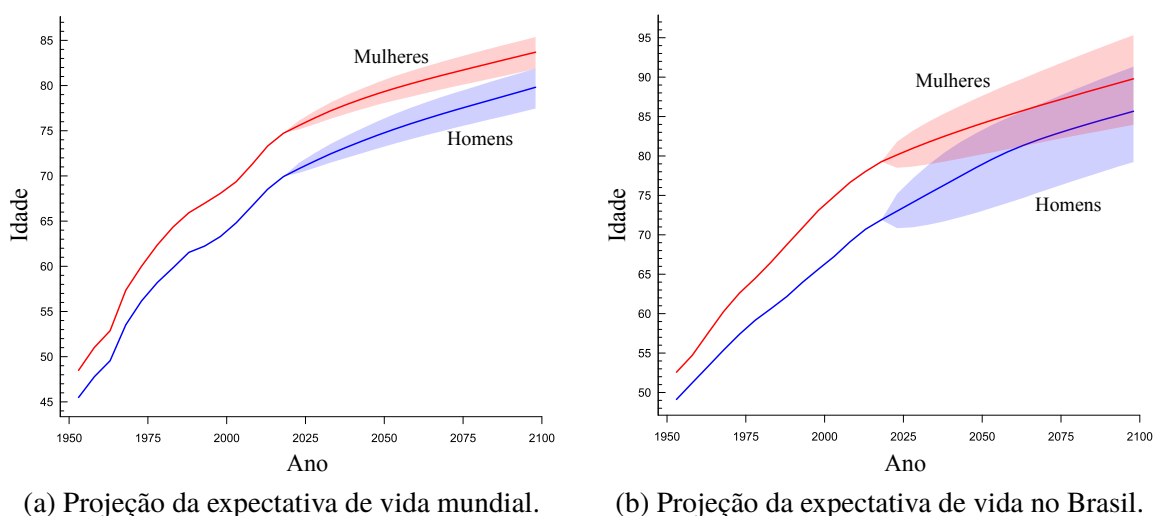 85
80
75
70
65
60
55
50
45
Idade
Mulheres
Homens
1950 1975 2000 2025 2050 2075 2100
Ano
(a) Projeção da expectativa de vida mundial.
95
90
85
80
75
70
65
60
55
50
Idade
Mulheres
Homens
1950 1975 2000 2025 2050 2075 2100
Ano
(b) Projeção da expectativa de vida no Brasil.